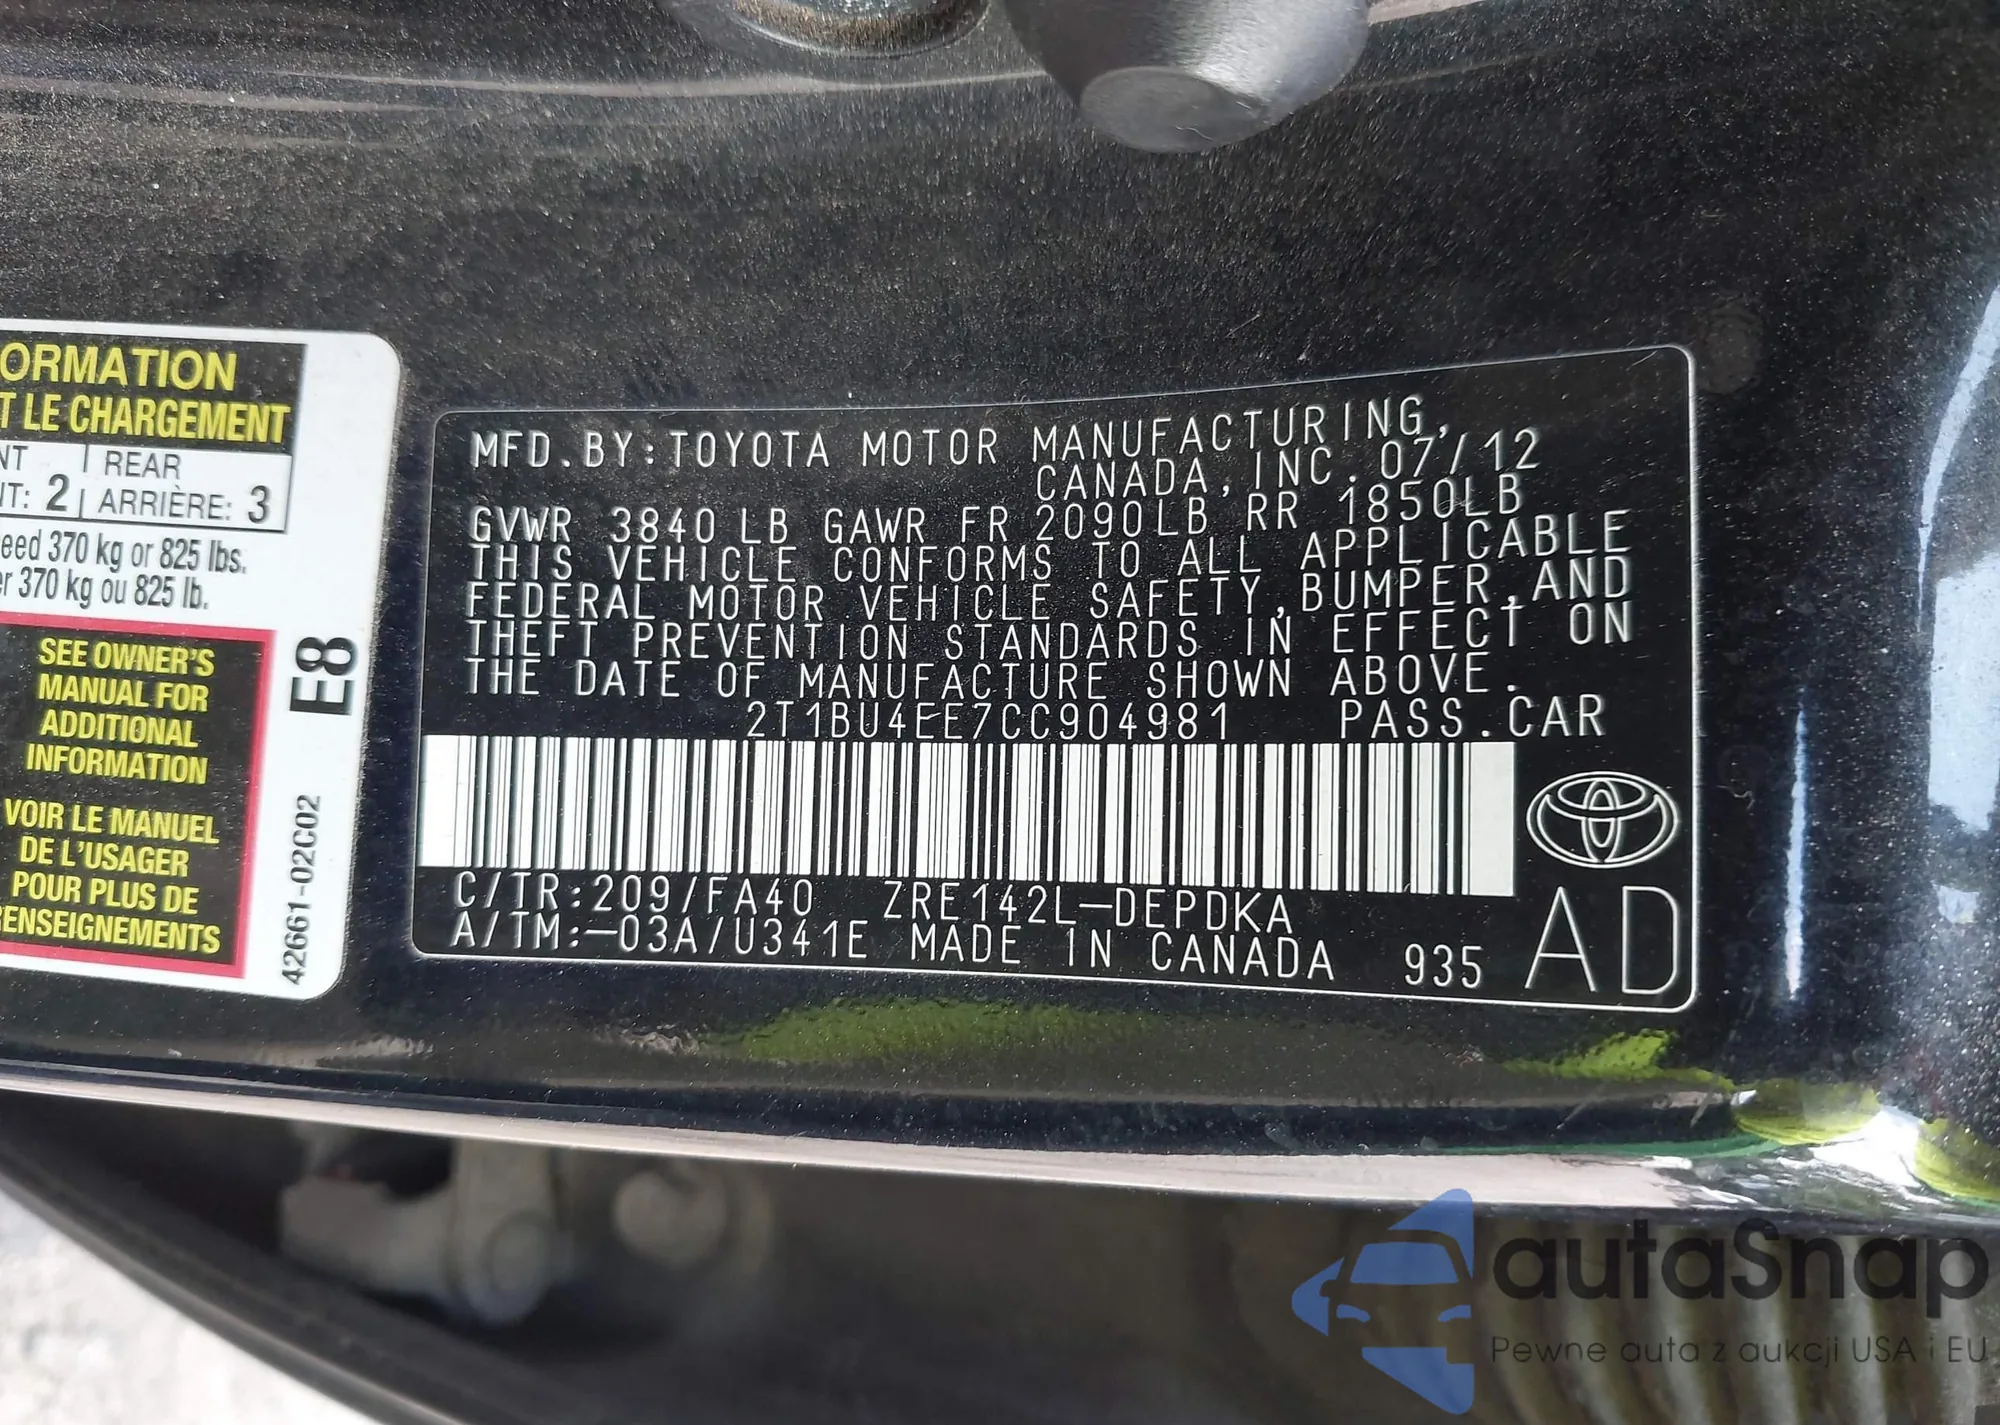 ORMATION
T LE CHARGEMENT
NT | REAR
NT: 2 | ARRIÈRE: 3
eed 370 kg or 825 lbs.
er 370 kg ou 825 lb.
SEE OWNER'S
MANUAL FOR
ADDITIONAL
INFORMATION
VOIR LE MANUEL
DE L'USAGER
POUR PLUS DE
RENSEIGNEMENTS
E8
42661-02C02
MFD.BY:TOYOTA MOTOR MANUFACTURING,
CANADA,INC.07/12
GVWR 3840LB GAWR FR 2090LB RR 1850LB
THIS VEHICLE CONFORMS TO ALL APPLICABLE
FEDERAL MOTOR VEHICLE SAFETY,BUMPER,AND
THEFT PREVENTION STANDARDS IN EFFECT ON
THE DATE OF MANUFACTURE SHOWN ABOVE.
2T1BU4EE7CC904981 PASS.CAR
C/TR:209/FA40 ZRE142L-DEPDKA
A/TM:-03A/U341E MADE IN CANADA 935
AD
autaSnap
Pewne auta z aukcji USA i EU